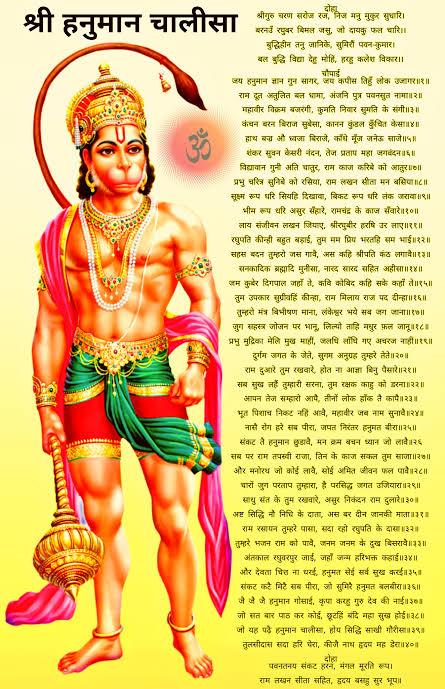 श्री हनुमान चालीसा
ॐ
दोहा
श्रीगुरु चरण सरोज रज, निज मनु मुकुर सुधारि।
बरनउँ रघुबर बिमल जसु, जो दायकु फल चारि।।
बुद्धिहीन तनु जानिके, सुमिरौं पवन-कुमार।
बल बुद्धि विद्या देहु मोहिं, हरहु कलेश विकार।।
चौपाई
जय हनुमान ज्ञान गुन सागर, जय कपीस तिहुँ लोक उजागर॥१॥
राम दूत अतुलित बल धामा, अंजनि पुत्र पवनसुत नामा॥२॥
महावीर विक्रम बजरंगी, कुमति निवार सुमति के संगी॥३॥
कंचन बरन बिराज सुबेसा, कानन कुंडल कुँचित केसा॥४॥
हाथ बज्र औ ध्वजा बिराजे, काँधे मूँज जनेऊ साजे॥५॥
शंकर सुवन केसरी नंदन, तेज प्रताप महा जगवंदन॥६॥
विद्यावान गुनी अति चातुर, राम काज करिबे को आतुर॥७॥
प्रभु चरित्र सुनिबे को रसिया, राम लखन सीता मन बसिया॥८॥
सूक्ष्म रूप धरि सियहि दिखावा, बिकट रूप धरि लंक जरावा॥९॥
भीम रूप धरि असुर सँहारे, रामचंद्र के काज सँवारे॥१०॥
लाय संजीवन लखन जियाए, श्रीरघुबीर हरषि उर लाए॥११॥
रघुपति कीन्ही बहुत बड़ाई, तुम मम प्रिय भरतहि सम भाई॥१२॥
सहस बदन तुम्हरो जस गावै, अस कहि श्रीपति कंठ लगावै॥१३॥
सनकादिक ब्रह्मादि मुनीसा, नारद सारद सहित अहीसा॥१४॥
जम कुबेर दिगपाल जहाँ ते, कवि कोबिद कहि सके कहाँ ते॥१५॥
तुम उपकार सुग्रीवहिं कीन्हा, राम मिलाय राज पद दीन्हा॥१६॥
तुम्हरो मंत्र बिभीषण माना, लंकेश्वर भये सब जग जाना॥१७॥
जुग सहस्त्र जोजन पर भानू, लिल्यो ताहि मधुर फ़ल जानू॥१८॥
प्रभु मुद्रिका मेलि मुख माहीं, जलधि लाँघि गए अचरज नाहीं॥१९॥
दुर्गम काज जगत के जेते, सुगम अनुग्रह तुम्हरे तेते॥२०॥
राम दुआरे तुम रखवारे, होत ना आज्ञा बिनु पैसारे॥२१॥
सब सुख लहैं तुम्हारी सरना, तुम रक्षक काहु को डरना॥२२॥
आपन तेज सम्हारो आपै, तीनों लोक हाँक तै कापै॥२३॥
भूत पिशाच निकट नहिं आवै, महावीर जब नाम सुनावै॥२४॥
नासै रोग हरे सब पीरा, जपत निरंतर हनुमत बीरा॥२५॥
संकट तै हनुमान छुडावै, मन क्रम बचन ध्यान जो लावै॥२६
सब पर राम तपस्वी राजा, तिन के काज सकल तुम साजा॥२७॥
और मनोरथ जो कोई लावै, सोई अमित जीवन फल पावै॥२८॥
चारों जुग परताप तुम्हारा, है परसिद्ध जगत उजियारा॥२९॥
साधु संत के तुम रखवारे, असुर निकंदन राम दुलारे॥३०॥
अष्ट सिद्धि नौ निधि के दाता, अस बर दीन जानकी माता॥३१॥
राम रसायन तुम्हरे पासा, सदा रहो रघुपति के दासा॥३२॥
तुम्हरे भजन राम को पावै, जनम जनम के दुख बिसरावै॥३३॥
अंतकाल रघुवरपुर जाई, जहाँ जन्म हरिभक्त कहाई॥३४॥
और देवता चित्त ना धरई, हनुमत सेई सर्व सुख करई॥३५॥
संकट कटै मिटै सब पीरा, जो सुमिरै हनुमत बलबीरा॥३६॥
जै जै जै हनुमान गोसाईं, कृपा करहु गुरु देव की नाई॥३७॥
जो सत बार पाठ कर कोई, छूटहिं बंदि महा सुख होई॥३८॥
जो यह पढ़ै हनुमान चालीसा, होय सिद्धि साखी गौरीसा॥३९॥
तुलसीदास सदा हरि चेरा, कीजै नाथ हृदय मह डेरा॥४०॥
दोहा
पवनतनय संकट हरन, मंगल मूरति रूप।
राम लखन सीता सहित, हृदय बसहु सुर भूप॥